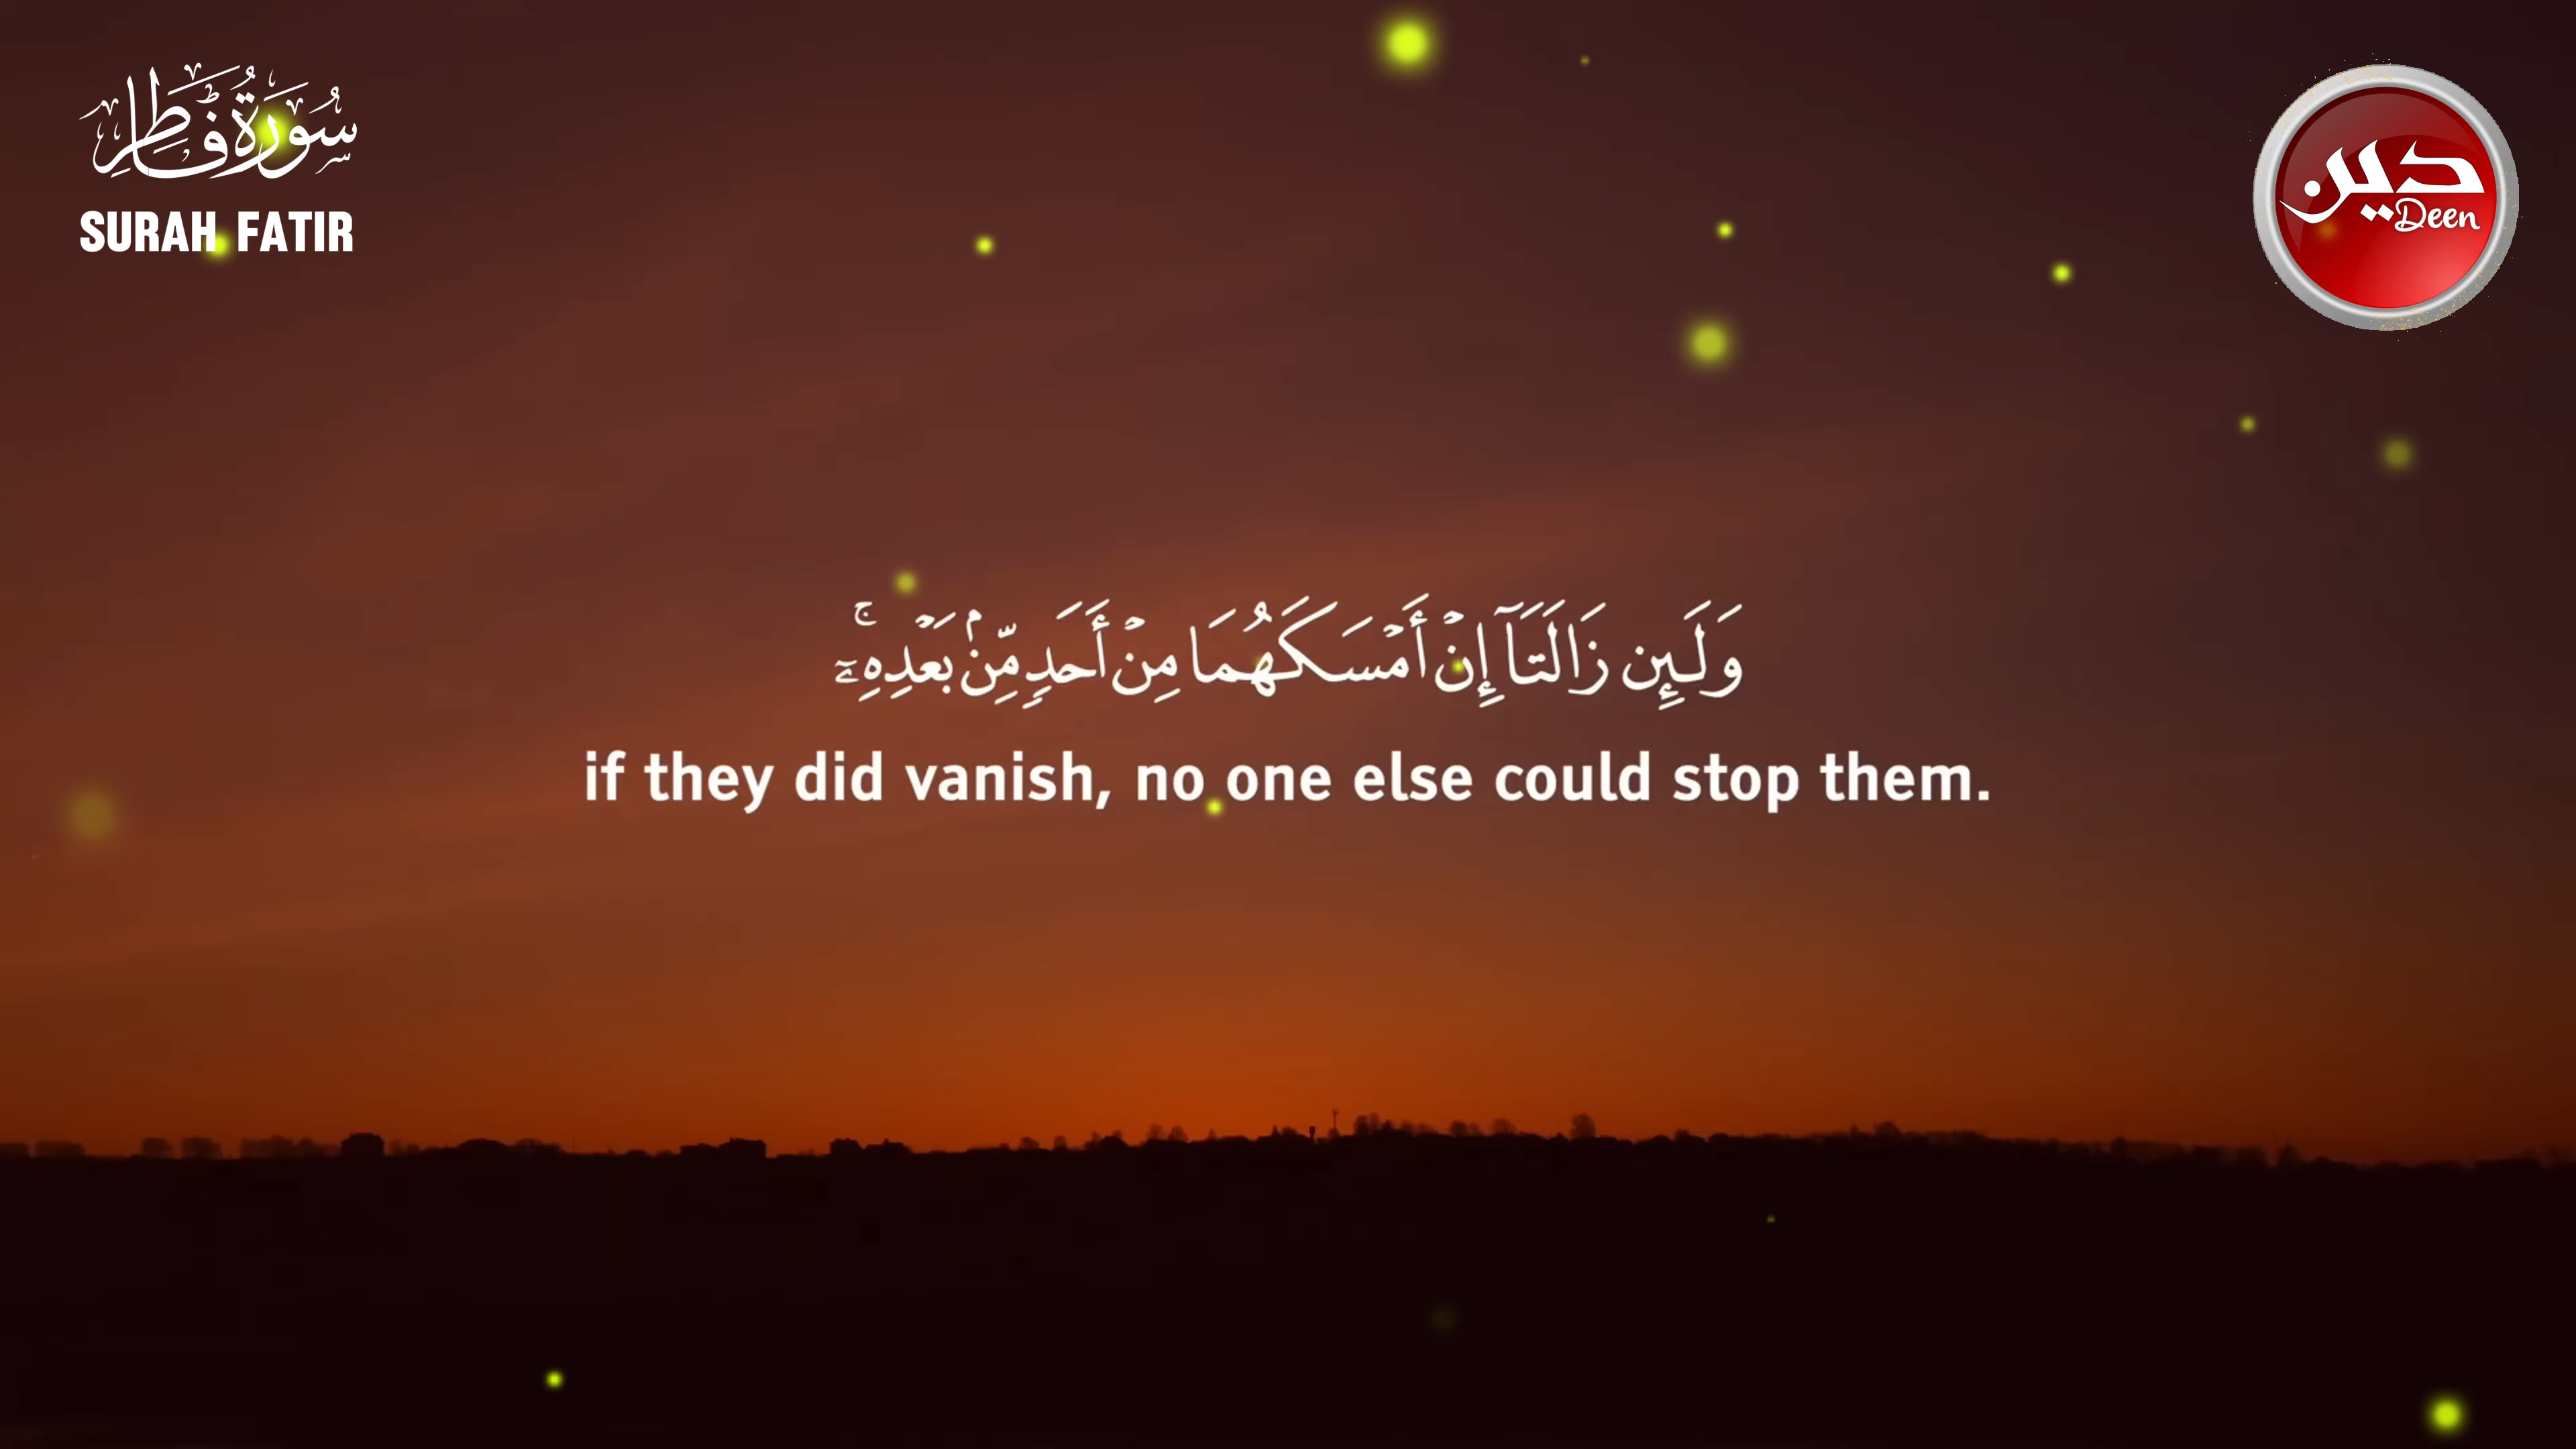 سُورَةُ فَاطِر
SURAH FATIR
دين
Deen
وَلَئِن زَالَتَآ إِنۡ أَمۡسَكَهُمَا مِنۡ أَحَدٖ مِّنۢ بَعۡدِهِۦٓۚ
if they did vanish, no one else could stop them.